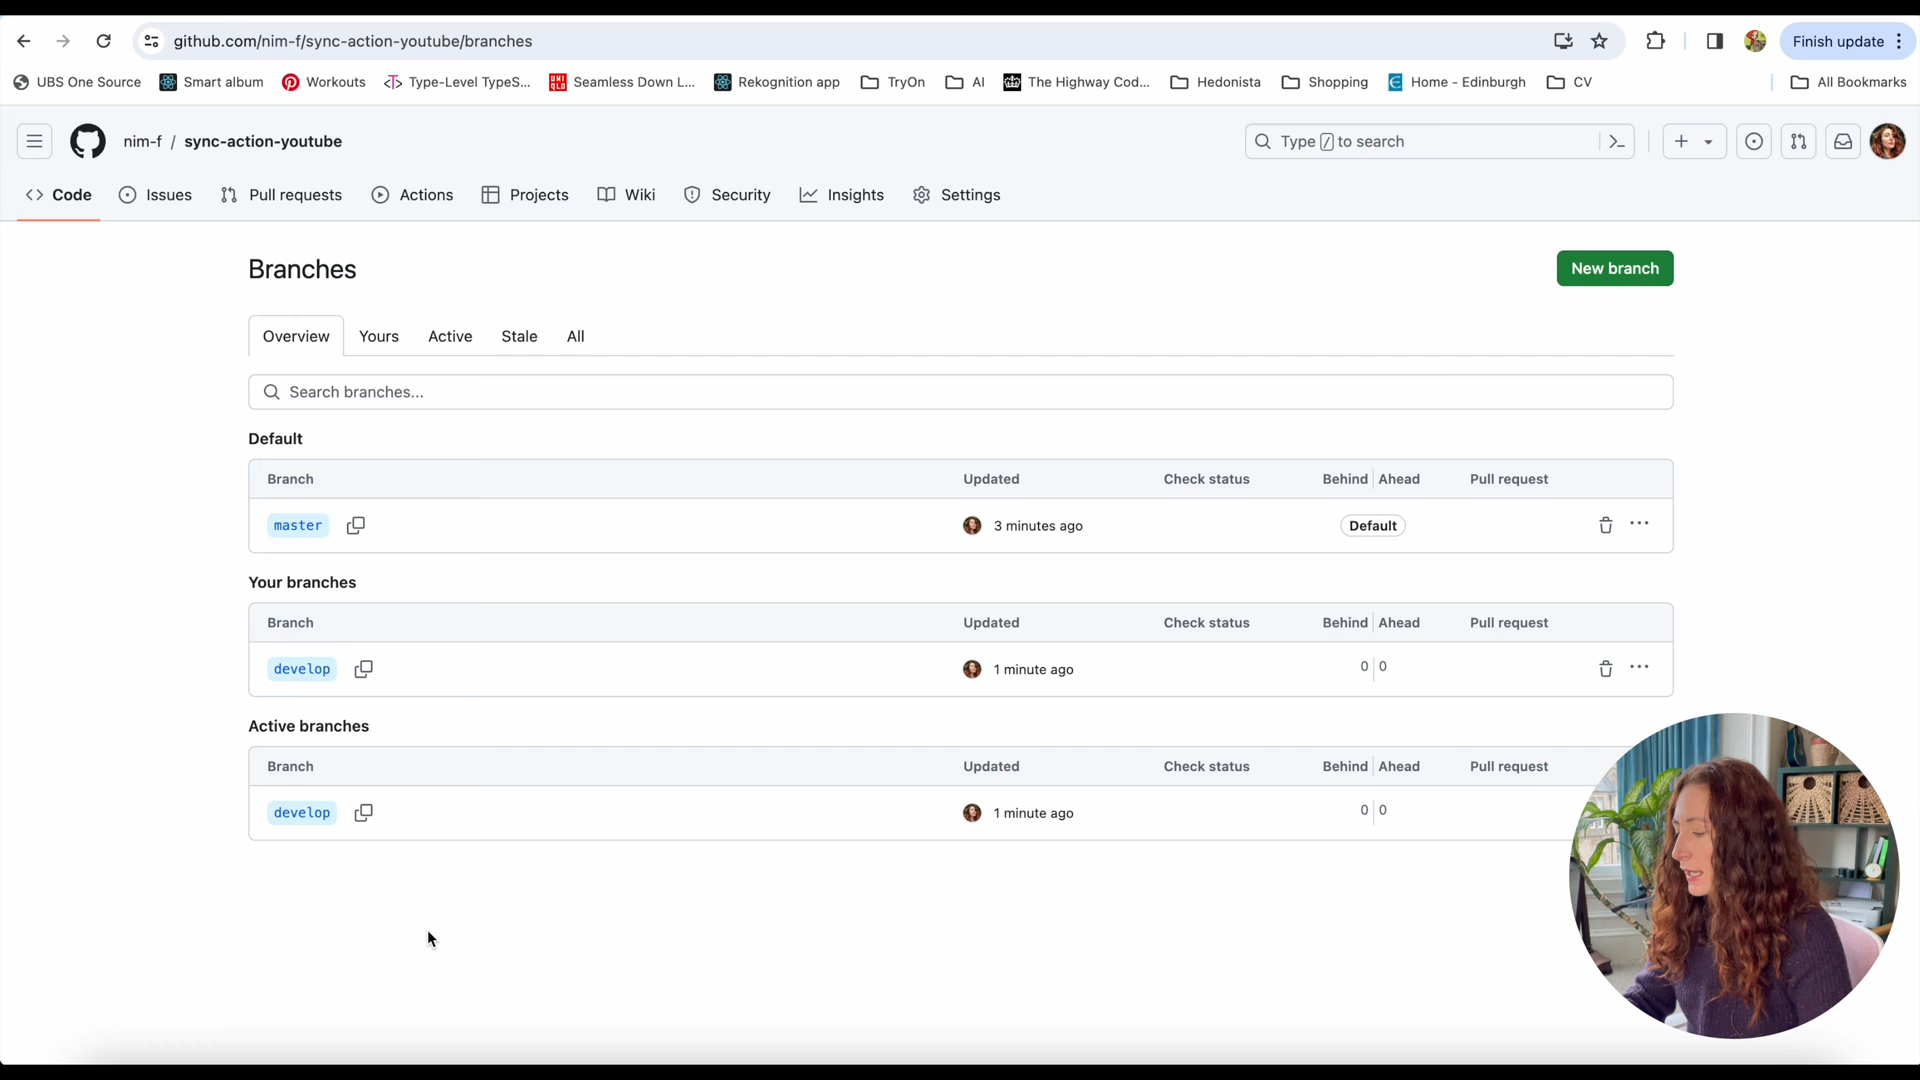 github.com/nim-f/sync-action-youtube/branches
Finish update
UBS One Source
Smart album
Workouts
Type-Level TypeS...
Seamless Down L...
Rekognition app
TryOn
AI
The Highway Cod...
Hedonista
Shopping
Home - Edinburgh
CV
All Bookmarks
nim-f / sync-action-youtube
Type / to search
Code
Issues
Pull requests
Actions
Projects
Wiki
Security
Insights
Settings
Branches
New branch
Overview
Yours
Active
Stale
All
Search branches...
Default
Branch Updated Check status Behind Ahead Pull request
master 3 minutes ago Default
Your branches
Branch Updated Check status Behind Ahead Pull request
develop 1 minute ago 0 0
Active branches
Branch Updated Check status Behind Ahead Pull request
develop 1 minute ago 0 0